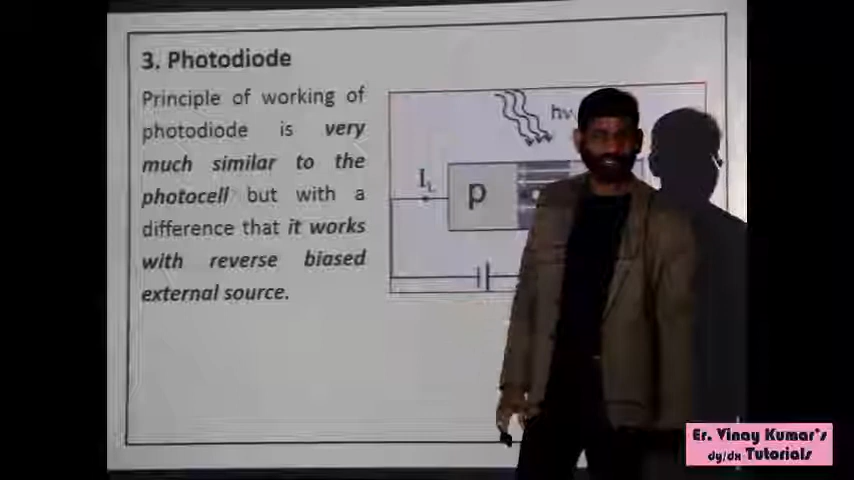 3. Photodiode
Principle of working of
photodiode is very
much similar to the
photocell but with a
difference that it works
with reverse biased
external source.
hν
I_L
p
Er. Vinay Kumar's
dy/dx Tutorials